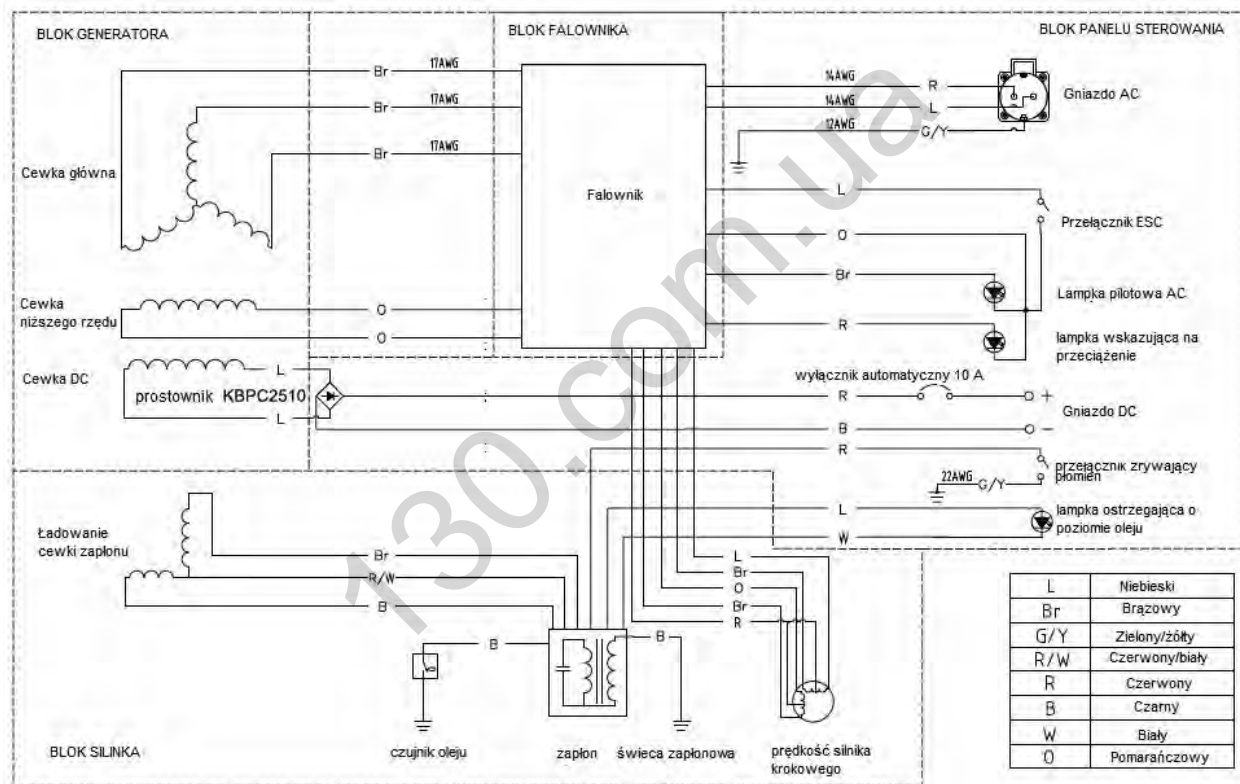 BLOK GENERATORA
BLOK FALOWNIKA
BLOK PANELU STEROWANIA
Br 17AWG
Br 17AWG
Br 17AWG
Cewka główna
Falownik
14AWG R
14AWG L
12AWG G/Y
Gniazdo AC
L
Przełącznik ESC
O
Br
Lampka pilotowa AC
R
lampka wskazująca na
przeciążenie
Cewka
niższego rzędu
O
O
Cewka DC
L
prostownik KBPC2510
L
wyłącznik automatyczny 10 A
R
+
B
−
Gniazdo DC
R
przełącznik zrywający
płomień
22AWG G/Y
L
lampka ostrzegająca o
poziomie oleju
W
Ładowanie
cewki zapłonu
Br
R/W
B
L
Br
O
Br
R
B
B
BLOK SILINKA
czujnik oleju
zapłon
świeca zapłonowa
prędkość silnika
krokowego
L Niebieski
Br Brązowy
G/Y Zielony/żółty
R/W Czerwony/biały
R Czerwony
B Czarny
W Biały
O Pomarańczowy
130.com.ua